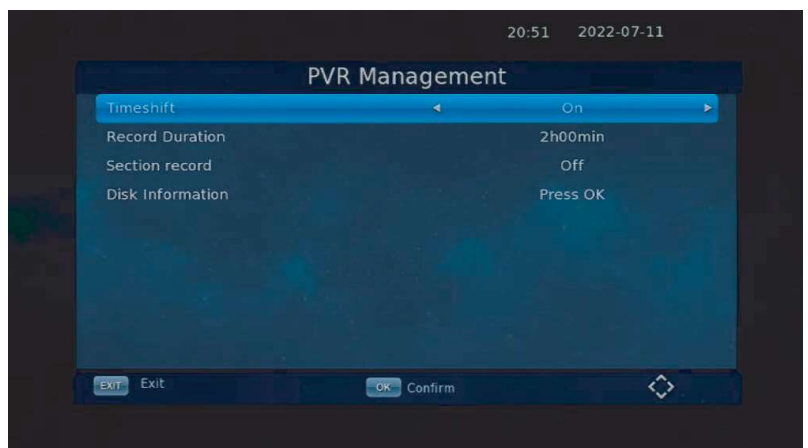 20:51 2022-07-11
PVR Management
Timeshift On
Record Duration 2h00min
Section record Off
Disk Information Press OK
EXIT Exit OK Confirm